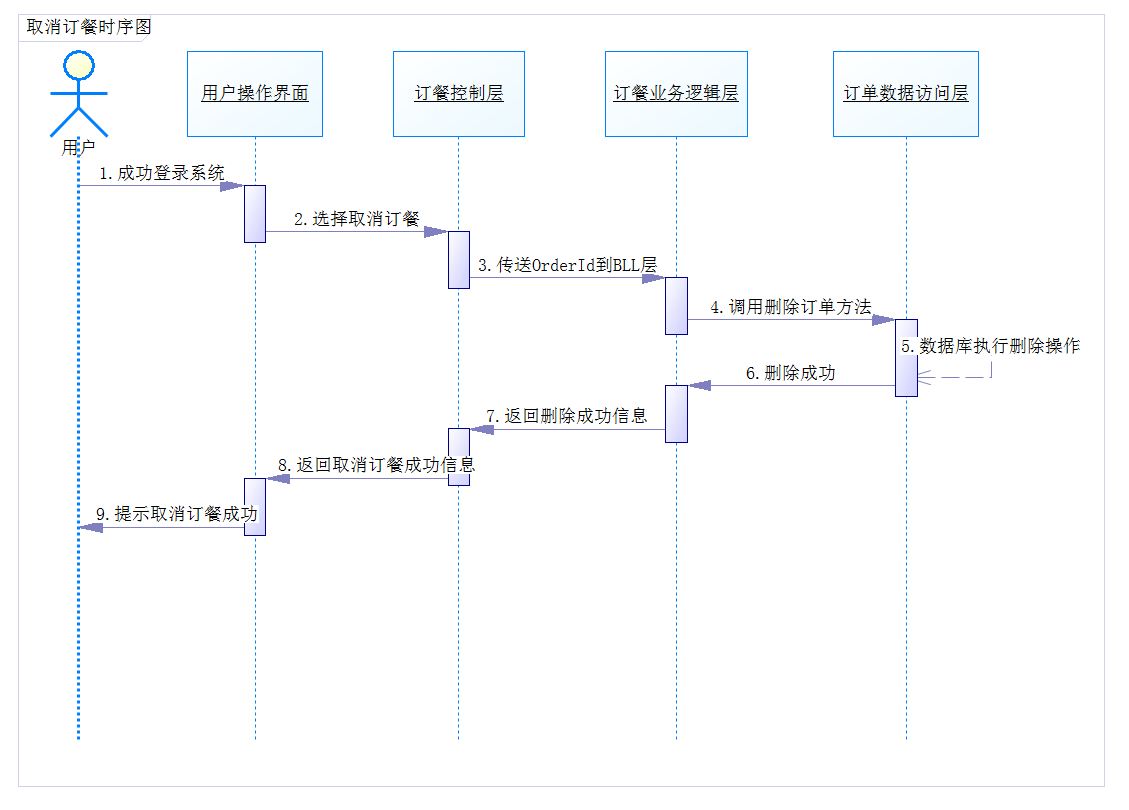 取消订餐时序图
用户操作界面
订餐控制层
订餐业务逻辑层
订单数据访问层
用户
1.成功登录系统
2.选择取消订餐
3.传送OrderId到BLL层
4.调用删除订单方法
5.数据库执行删除操作
6.删除成功
7.返回删除成功信息
8.返回取消订餐成功信息
9.提示取消订餐成功